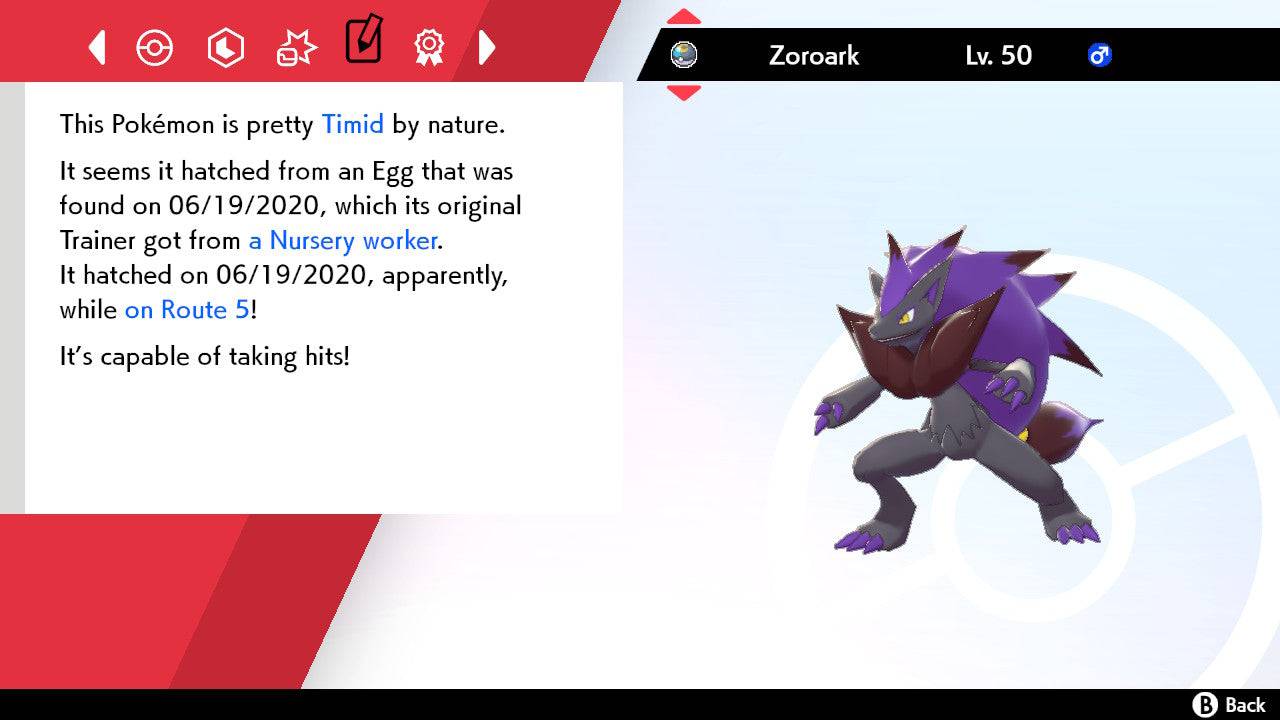 Zoroark Lv. 50 ♂
This Pokémon is pretty Timid by nature.
It seems it hatched from an Egg that was
found on 06/19/2020, which its original
Trainer got from a Nursery worker.
It hatched on 06/19/2020, apparently,
while on Route 5!
It's capable of taking hits!
B Back